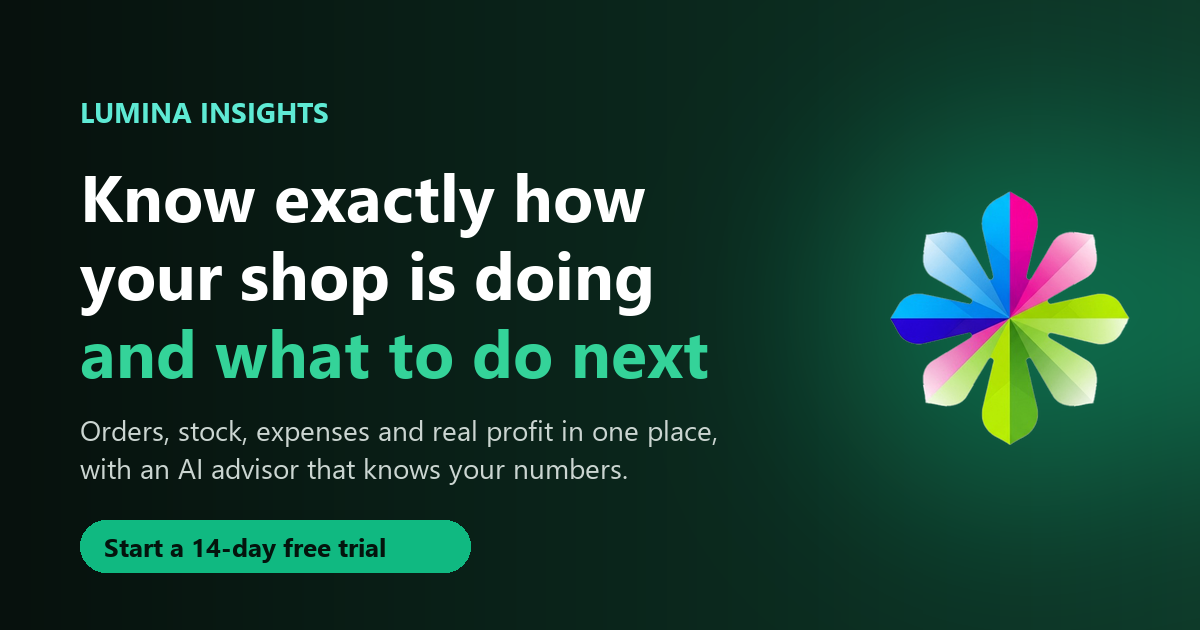 LUMINA INSIGHTS
Know exactly how
your shop is doing
and what to do next
Orders, stock, expenses and real profit in one place,
with an AI advisor that knows your numbers.
Start a 14-day free trial